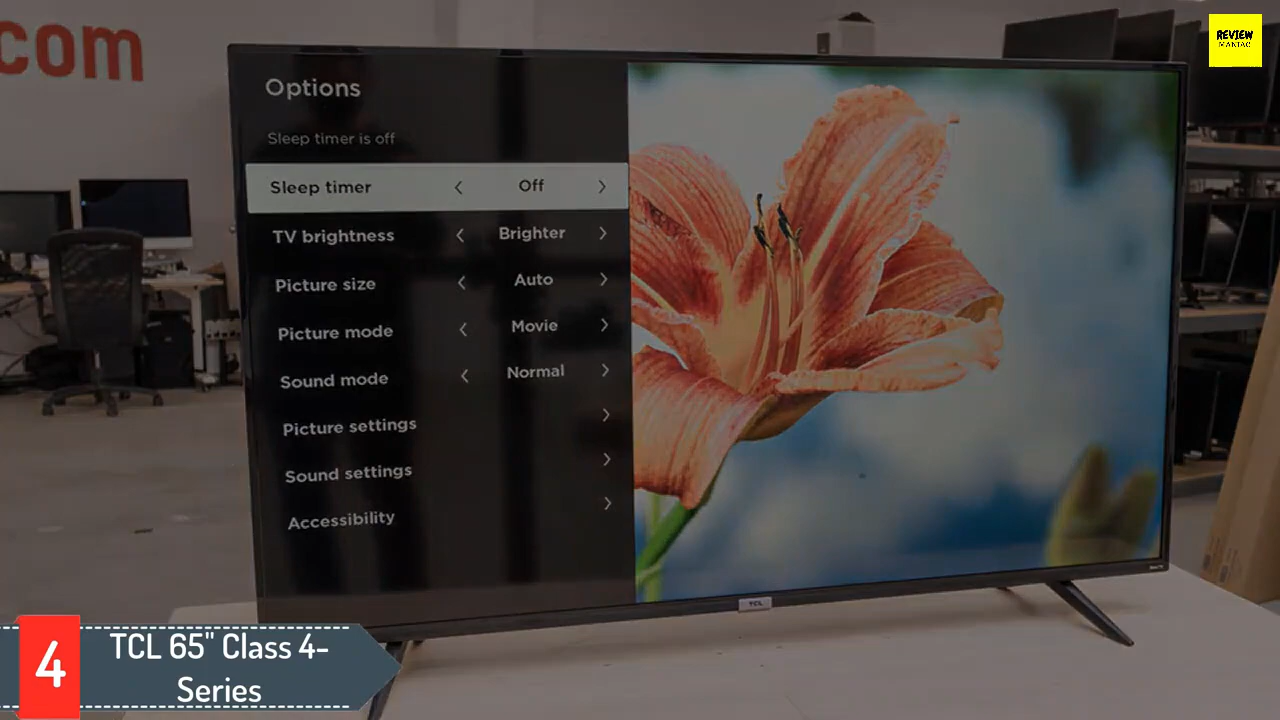 .com
REVIEW
MANIAC
Options
Sleep timer is off
Sleep timer < Off >
TV brightness < Brighter >
Picture size < Auto >
Picture mode < Movie >
Sound mode < Normal >
Picture settings >
Sound settings >
Accessibility >
TCL
4
TCL 65" Class 4-
Series